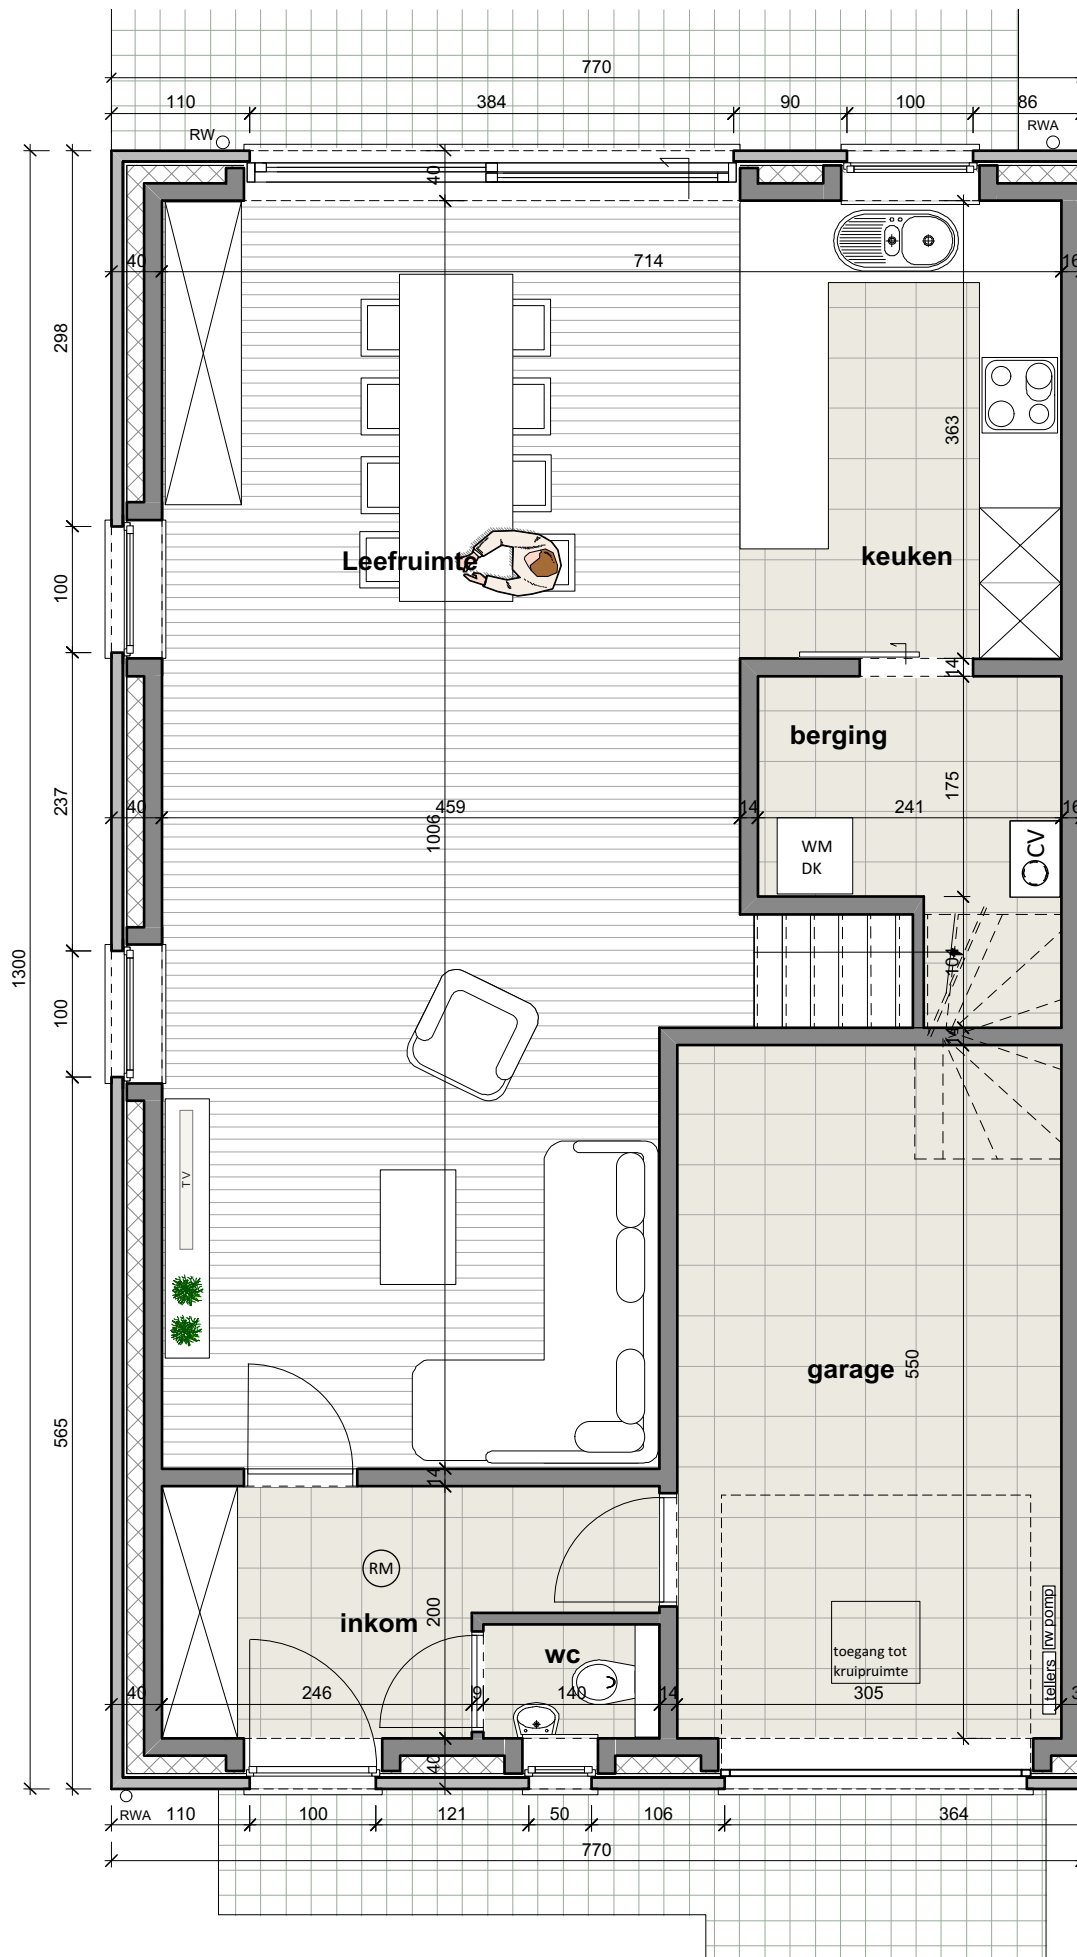 770
110 384 90 100 86
RW RWA
40
40 714 16
298
363
Leefruimte keuken
100
14
berging
175
237
40 459 14 241 16
1006
WM
DK
CV
1300
104
100
14
TV
garage 550
565
14
RM
inkom 200
wc
toegang tot
kruipruimte
tellers rw pomp
40 246 9 140 14 305
40
RWA 110 100 121 50 106 364
770